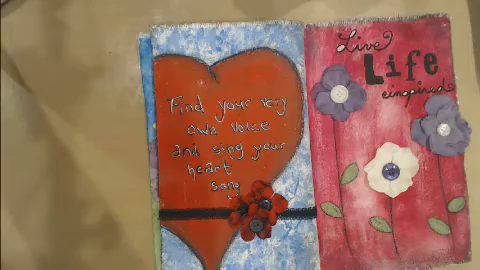 Find your very
own voice
and sing your
heart
song
Live
Life
einspired